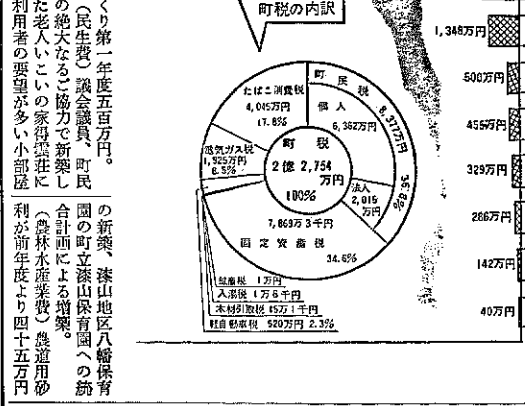 くり第一年度五百万円。
(民生費)議会議員、町民
の絶大なるご協力で新築し
た老人いこいの家得雲荘に
利用者の要望が多い小部屋
の新築、漆山地区八幡保育
園の町立漆山保育園への統
合計画による増築。
(農林水産業費)農道用砂
利が前年度より四十五万円
町税の内訳
町民税
8,377万円
36.8%
個人
6,362万円
法人
2,015
万円
たばこ消費税
4,045万円
17.8%
電気ガス税
1,925万円
8.5%
町税
2億2,754
万円
100%
7,869万3千円
固定資産税
34.6%
鉱産税 1万円
入湯税 1万6千円
木材引取税 15万1千円
軽自動車税 520万円 2.3%
1,348万円
500万円
455万円
329万円
286万円
142万円
40万円